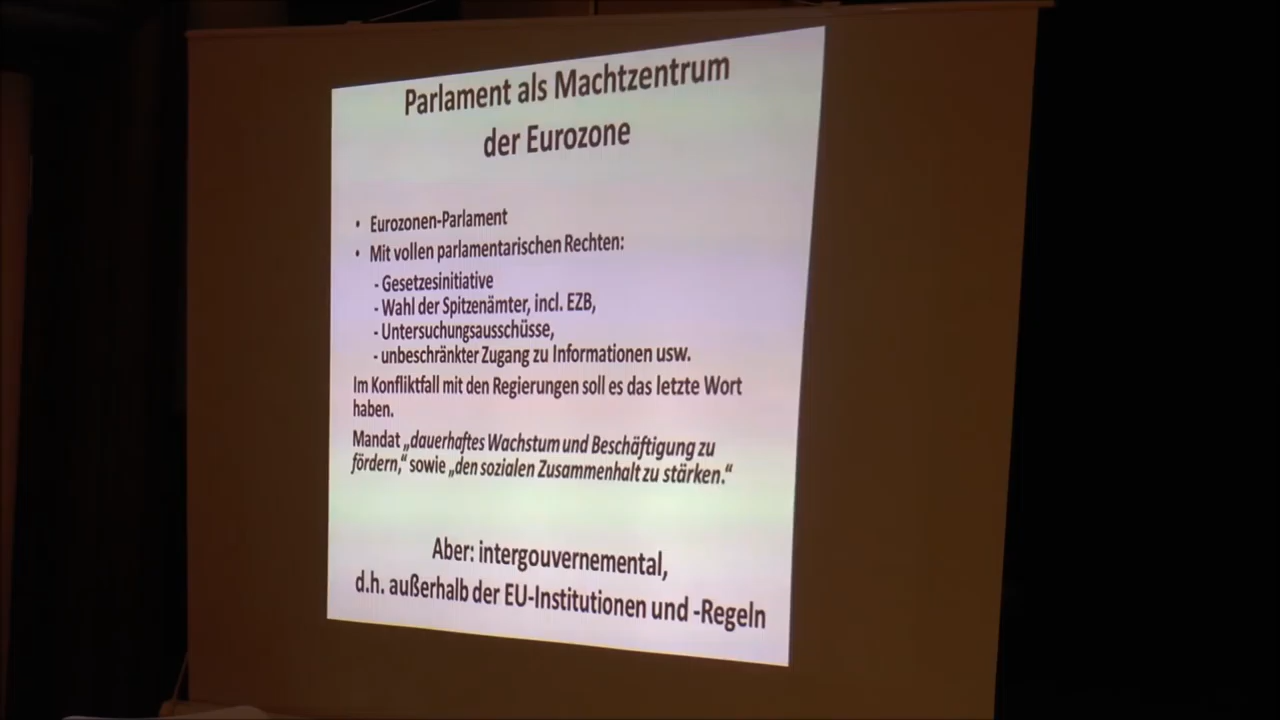 Parlament als Machtzentrum
der Eurozone
• Eurozonen-Parlament
• Mit vollen parlamentarischen Rechten:
- Gesetzesinitiative
- Wahl der Spitzenämter, incl. EZB,
- Untersuchungsausschüsse,
- unbeschränkter Zugang zu Informationen usw.
Im Konfliktfall mit den Regierungen soll es das letzte Wort
haben.
Mandat „dauerhaftes Wachstum und Beschäftigung zu
fördern,“ sowie „den sozialen Zusammenhalt zu stärken.“
Aber: intergouvernemental,
d.h. außerhalb der EU-Institutionen und -Regeln